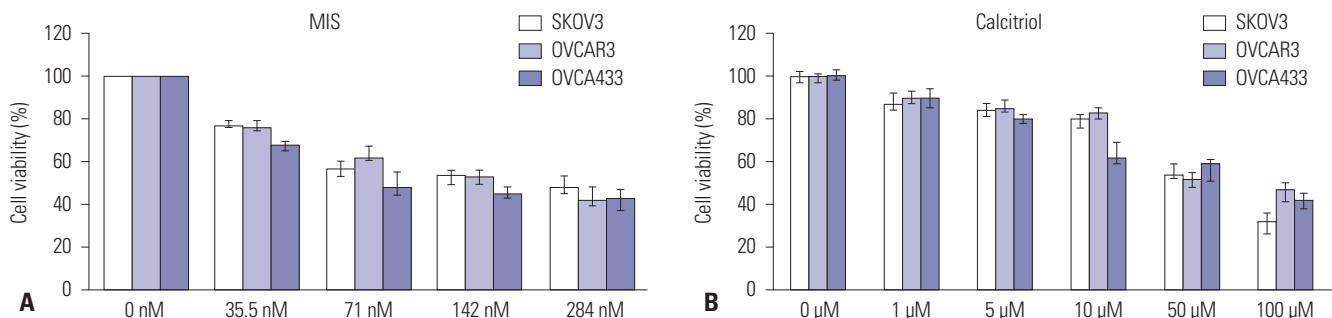 MIS
SKOV3
OVCAR3
OVCA433
Cell viability (%)
120
100
80
60
40
20
0
0 nM 35.5 nM 71 nM 142 nM 284 nM
A
Calcitriol
SKOV3
OVCAR3
OVCA433
Cell viability (%)
120
100
80
60
40
20
0
0 µM 1 µM 5 µM 10 µM 50 µM 100 µM
B